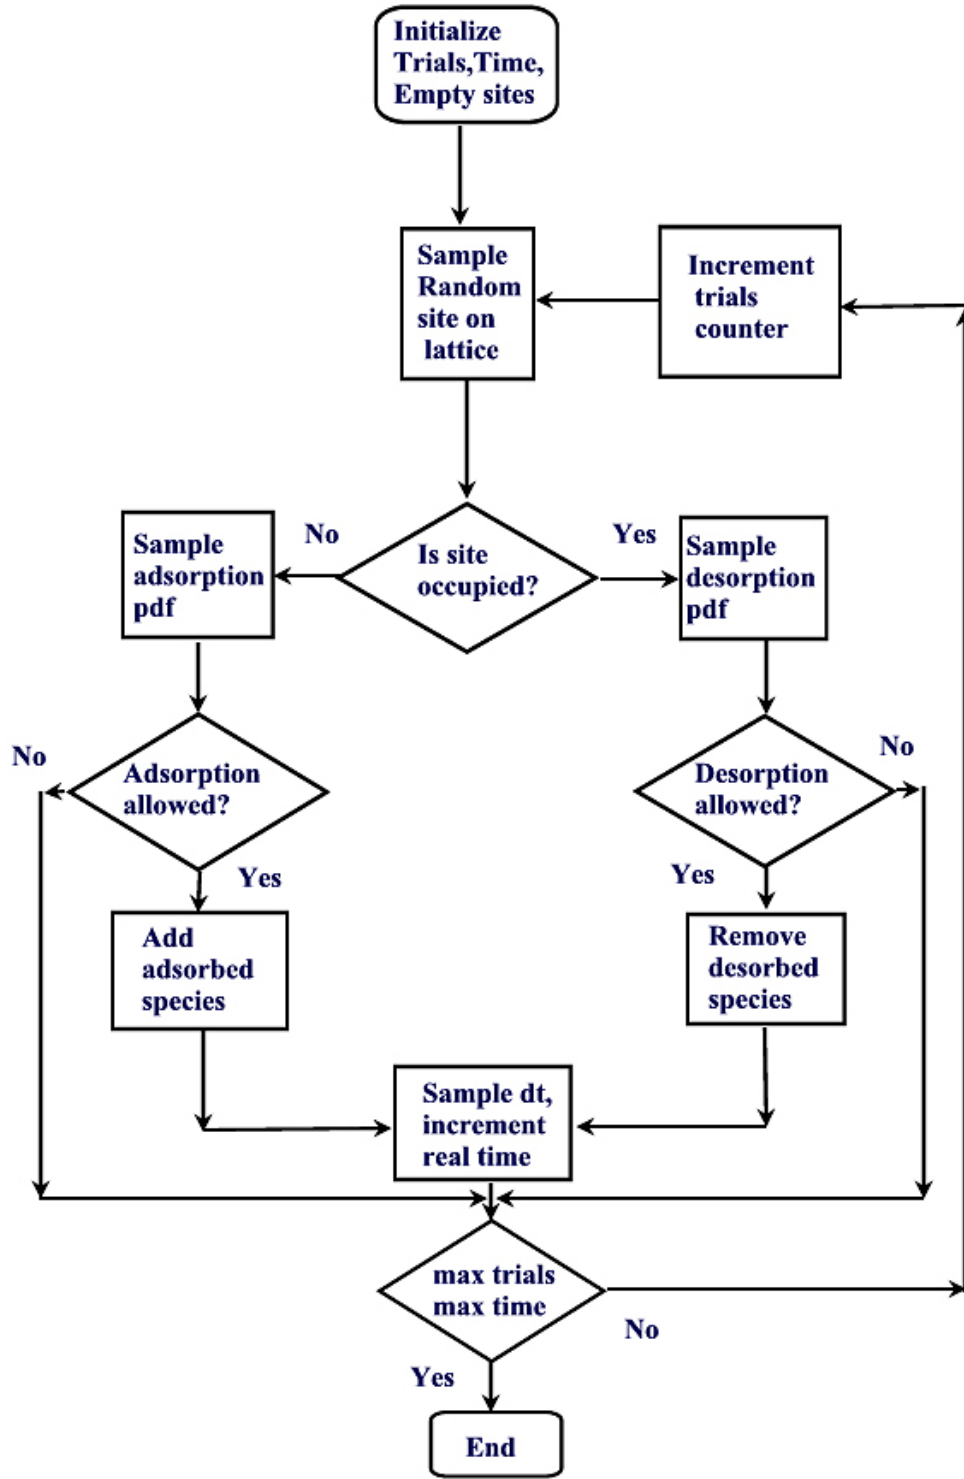 Initialize
Trials,Time,
Empty sites
Sample
Random
site on
lattice
Increment
trials
counter
No
Yes
Is site
occupied?
Sample
adsorption
pdf
Sample
desorption
pdf
No
Adsorption
allowed?
Yes
Desorption
allowed?
No
Yes
Add
adsorbed
species
Remove
desorbed
species
Sample dt,
increment
real time
max trials
max time
No
Yes
End